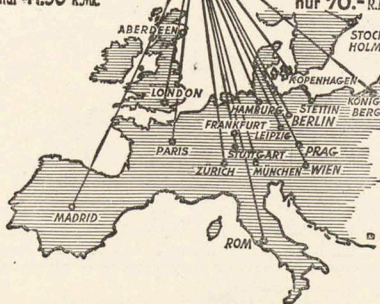 nur 70.-
ABERDEEN
STOCK
HOLM
KOPENHAGEN
LONDON
HAMBURG
STETTIN
KÖNIG
BERG
BERLIN
FRANKFURT
LEIPZIG
PARIS
STUTTGART
PRAG
ZÜRICH
MÜNCHEN
WIEN
MADRID
ROM